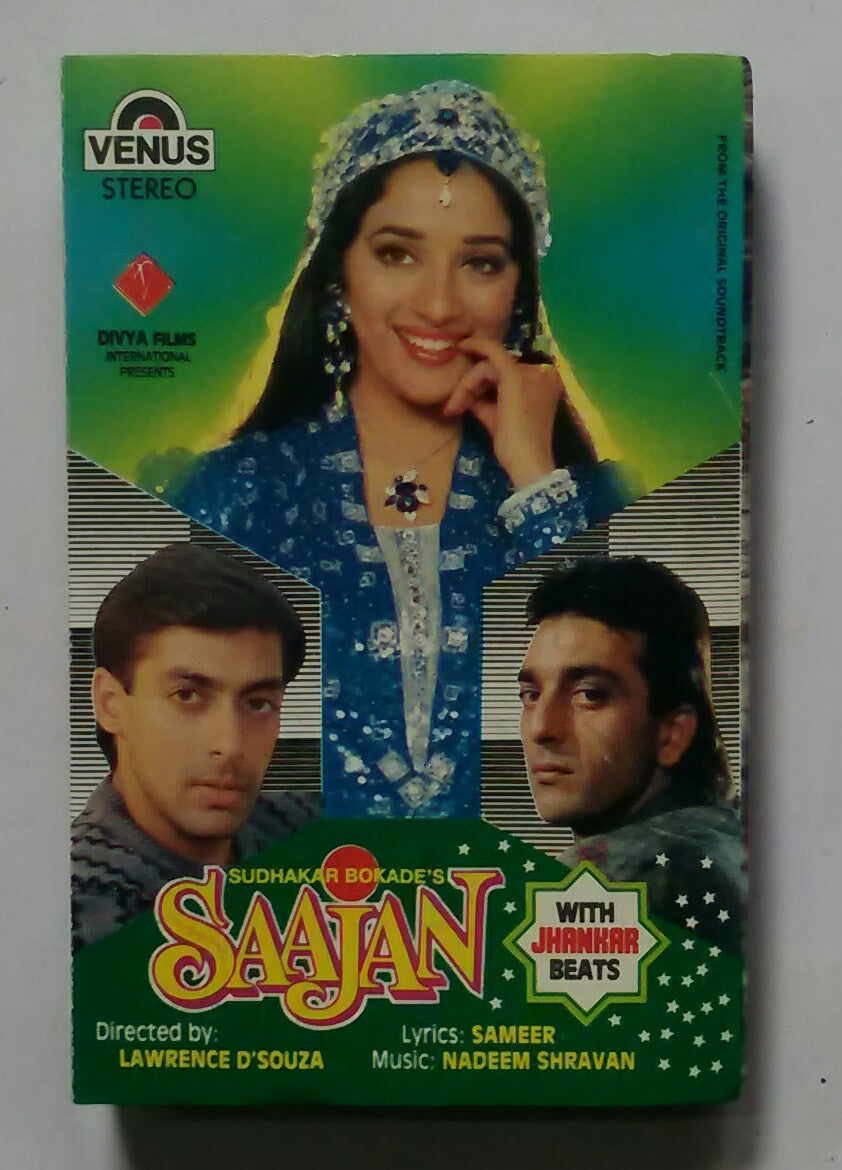 VENUS
STEREO
DIVYA FILMS
INTERNATIONAL
PRESENTS
FROM THE ORIGINAL SOUNDTRACK
SUDHAKAR BOKADE'S
SAAJAN
WITH
JHANKAR
BEATS
Directed by:
LAWRENCE D'SOUZA
Lyrics: SAMEER
Music: NADEEM SHRAVAN